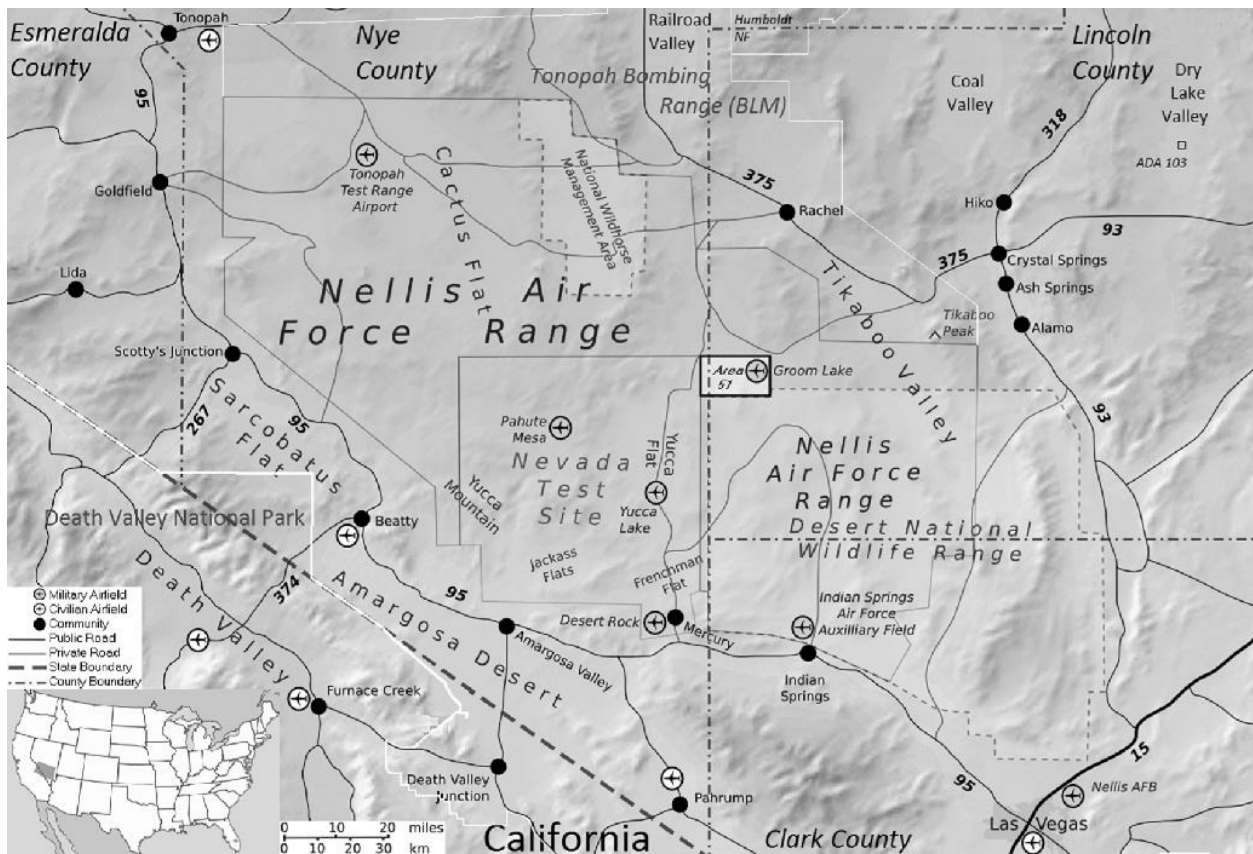 Tonopah
Esmeralda
County
Nye
County
Railroad
Valley
Humboldt
NF
Tonopah Bombing
Range (BLM)
Lincoln
County
Coal
Valley
Dry
Lake
Valley
ADA 103
95
318
Goldfield
Tonopah
Test Range
Airport
Cactus Flat
National Wildhorse
Management Area
375
Rachel
Hiko
93
375
Crystal Springs
Ash Springs
Alamo
Lida
Nellis Air
Force Range
Tikaboo Valley
Tikaboo
Peak
Scotty's Junction
Area
51
Groom Lake
267
95
Sarcobatus
Flat
93
Pahute
Mesa
Nevada
Test
Site
Yucca
Flat
Yucca
Lake
Nellis
Air Force
Range
Desert National
Wildlife Range
Yucca
Mountain
Death Valley National Park
Beatty
Jackass
Flats
Frenchman
Flat
Death Valley
374
Amargosa Desert
95
Desert Rock
Mercury
Indian Springs
Air Force
Auxilliary Field
Amargosa Valley
Indian
Springs
Military Airfield
Civilian Airfield
Community
Public Road
Private Road
State Boundary
County Boundary
Furnace Creek
Death Valley
Junction
Pahrump
95
15
Nellis AFB
Las Vegas
0 20 miles
0 10 20 30 km
California
Clark County